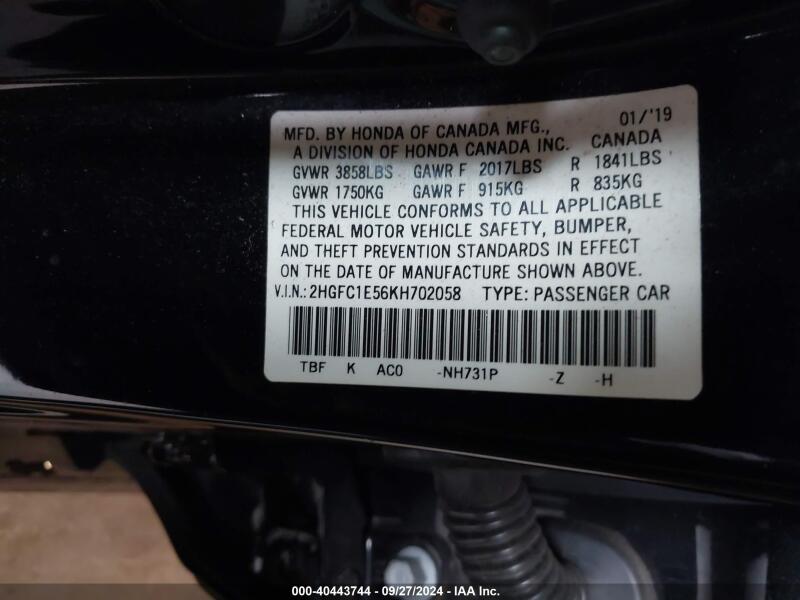 01/'19
MFD. BY HONDA OF CANADA MFG.,
A DIVISION OF HONDA CANADA INC. CANADA
GVWR 3858LBS GAWR F 2017LBS R 1841LBS
GVWR 1750KG GAWR F 915KG R 835KG
THIS VEHICLE CONFORMS TO ALL APPLICABLE
FEDERAL MOTOR VEHICLE SAFETY, BUMPER,
AND THEFT PREVENTION STANDARDS IN EFFECT
ON THE DATE OF MANUFACTURE SHOWN ABOVE.
V.I.N.: 2HGFC1E56KH702058 TYPE: PASSENGER CAR
TBF K AC0 -NH731P -Z -H
000-40443744 - 09/27/2024 - IAA Inc.